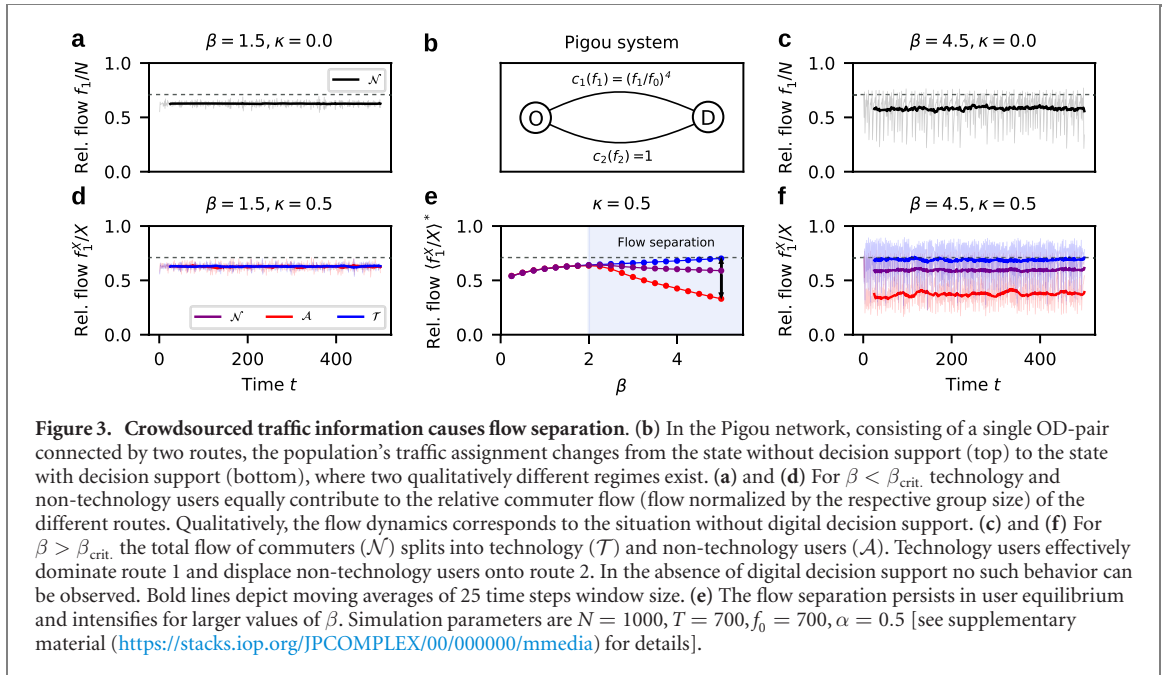 a
β = 1.5, κ = 0.0
b
Pigou system
c
β = 4.5, κ = 0.0
Rel. flow f₁/N
1.0
0.5
0.0
𝒩
c₁(f₁)=(f₁/f₀)⁴
O
D
c₂(f₂)=1
Rel. flow f₁/N
1.0
0.5
0.0
d
β = 1.5, κ = 0.5
e
κ = 0.5
f
β = 4.5, κ = 0.5
Rel. flow f₁ˣ/X
1.0
0.5
0.0
𝒩
𝒜
𝒯
0
200
400
Time t
Rel. flow ⟨f₁ˣ/X⟩*
1.0
0.5
0.0
Flow separation
0
2
4
β
Rel. flow f₁ˣ/X
1.0
0.5
0.0
0
200
400
Time t
Figure 3. Crowdsourced traffic information causes flow separation. (b) In the Pigou network, consisting of a single OD-pair
connected by two routes, the population's traffic assignment changes from the state without decision support (top) to the state
with decision support (bottom), where two qualitatively different regimes exist. (a) and (d) For β < βcrit. technology and
non-technology users equally contribute to the relative commuter flow (flow normalized by the respective group size) of the
different routes. Qualitatively, the flow dynamics corresponds to the situation without digital decision support. (c) and (f) For
β > βcrit. the total flow of commuters (𝒩) splits into technology (𝒯) and non-technology users (𝒜). Technology users effectively
dominate route 1 and displace non-technology users onto route 2. In the absence of digital decision support no such behavior can
be observed. Bold lines depict moving averages of 25 time steps window size. (e) The flow separation persists in user equilibrium
and intensifies for larger values of β. Simulation parameters are N = 1000, T = 700, f₀ = 700, α = 0.5 [see supplementary
material (https://stacks.iop.org/JPCOMPLEX/00/000000/mmedia) for details].